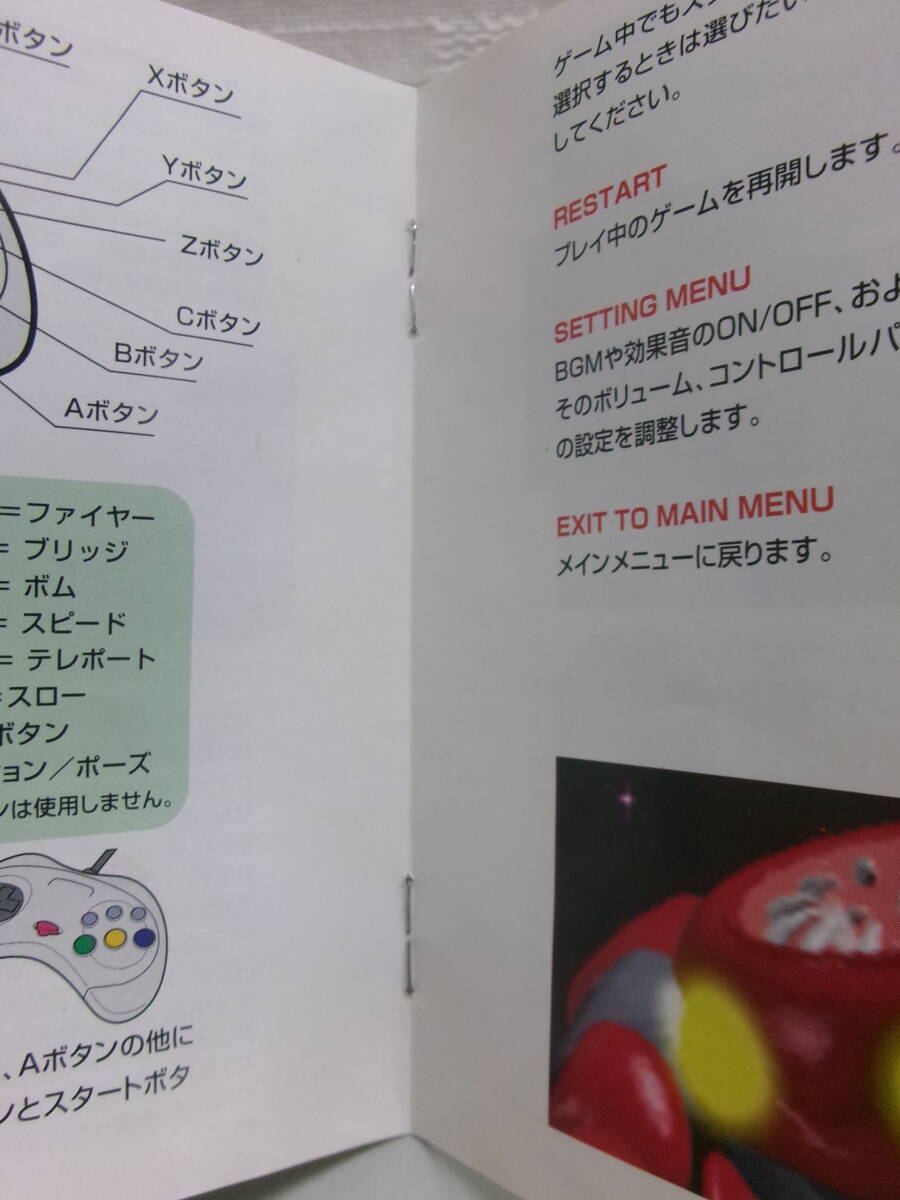 ボタン
Xボタン
Yボタン
Zボタン
Cボタン
Bボタン
Aボタン
=ファイヤー
= ブリッジ
= ボム
= スピード
= テレポート
=スロー
ボタン
ョン/ポーズ
ンは使用しません。
、Aボタンの他に
ンとスタートボタ
ゲーム中でも
選択するときは選びたい
してください。
RESTART
プレイ中のゲームを再開します。
SETTING MENU
BGMや効果音のON/OFF、およ
そのボリューム、コントロールパ
の設定を調整します。
EXIT TO MAIN MENU
メインメニューに戻ります。